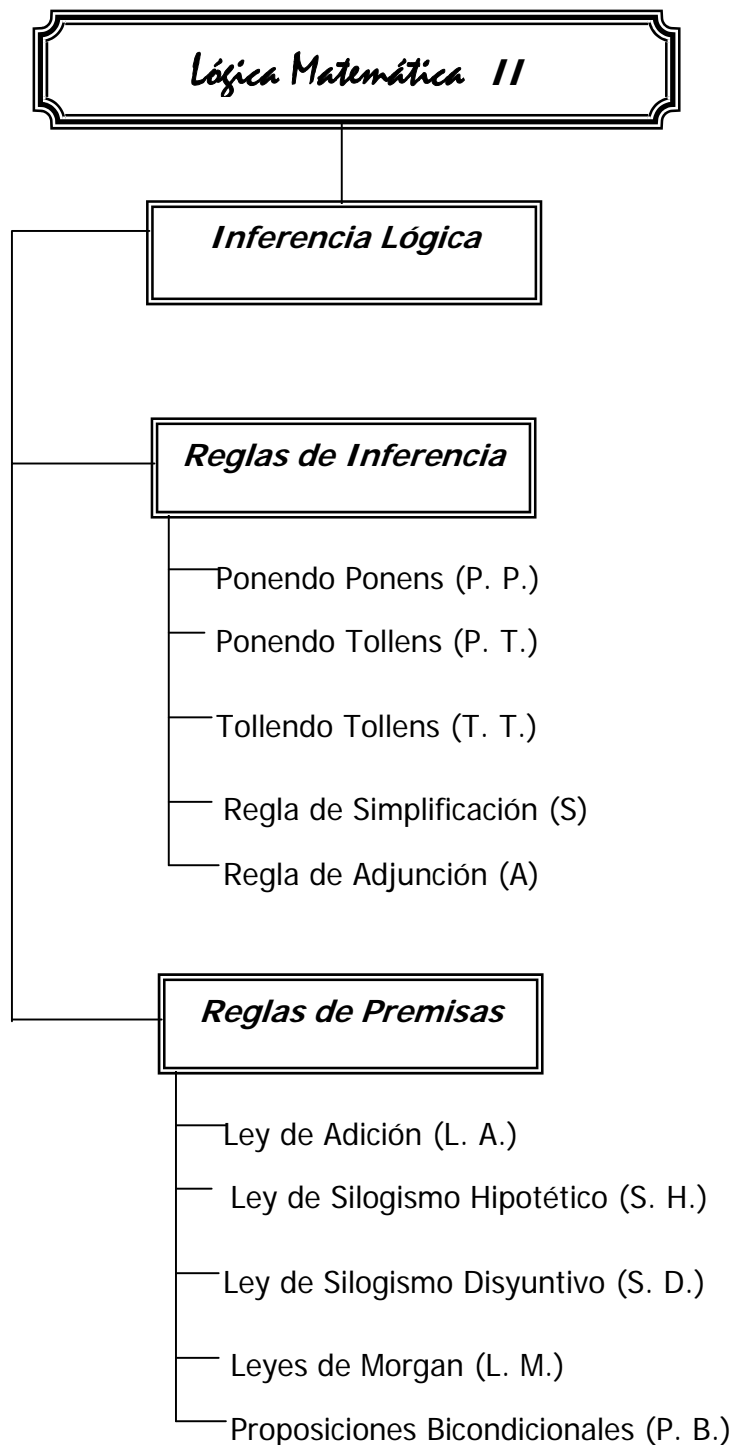 Lógica Matemática II
Inferencia Lógica
Reglas de Inferencia
Ponendo Ponens (P. P.)
Ponendo Tollens (P. T.)
Tollendo Tollens (T. T.)
Regla de Simplificación (S)
Regla de Adjunción (A)
Reglas de Premisas
Ley de Adición (L. A.)
Ley de Silogismo Hipotético (S. H.)
Ley de Silogismo Disyuntivo (S. D.)
Leyes de Morgan (L. M.)
Proposiciones Bicondicionales (P. B.)